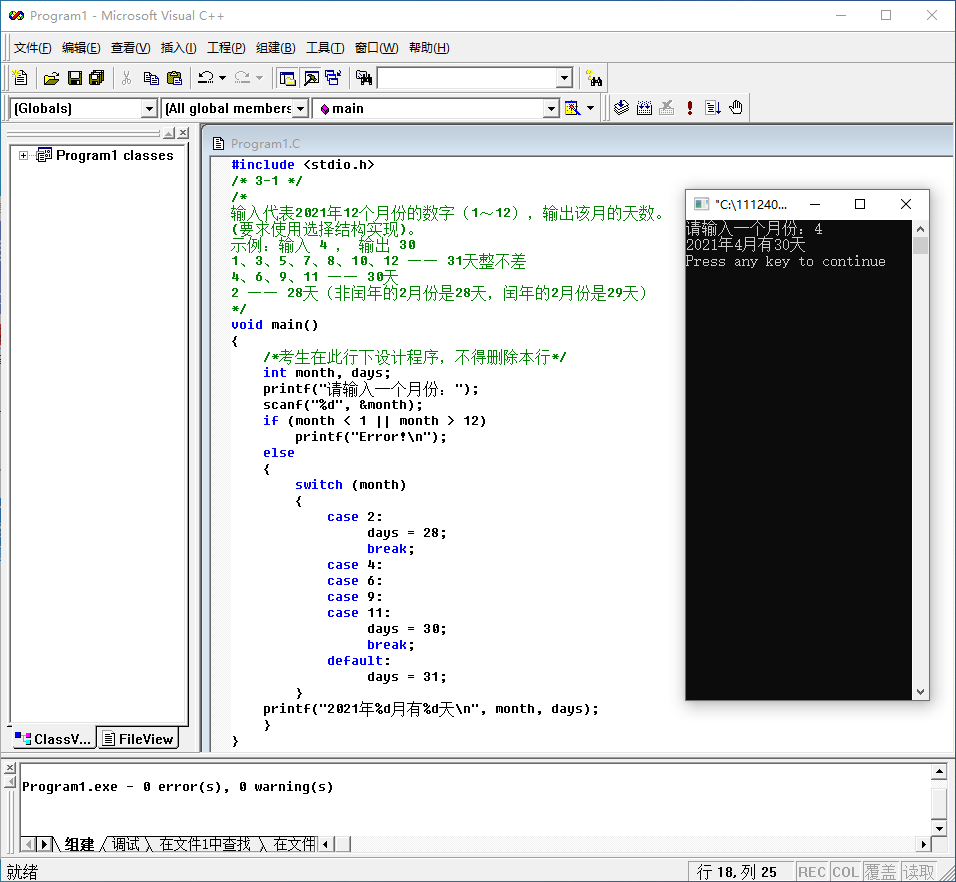 Program1 - Microsoft Visual C++
文件(F) 编辑(E) 查看(V) 插入(I) 工程(P) 组建(B) 工具(T) 窗口(W) 帮助(H)
(Globals) (All global members main
Program1 classes
ClassV... FileView
Program1.C
#include <stdio.h>
/* 3-1 */
/*
输入代表2021年12个月份的数字（1～12），输出该月的天数。
(要求使用选择结构实现)。
示例：输入 4 ， 输出 30
1、3、5、7、8、10、12 —— 31天整不差
4、6、9、11 —— 30天
2 —— 28天（非闰年的2月份是28天，闰年的2月份是29天）
*/
void main()
{
/*考生在此行下设计程序，不得删除本行*/
int month, days;
printf("请输入一个月份：");
scanf("%d", &month);
if (month < 1 || month > 12)
printf("Error!\n");
else
{
switch (month)
{
case 2:
days = 28;
break;
case 4:
case 6:
case 9:
case 11:
days = 30;
break;
default:
days = 31;
}
printf("2021年%d月有%d天\n", month, days);
}
}
"C:\111240...
请输入一个月份：4
2021年4月有30天
Press any key to continue
Program1.exe - 0 error(s), 0 warning(s)
组建 调试 在文件1中查找 在文件
就绪 行 18, 列 25 REC COL 覆盖 读取